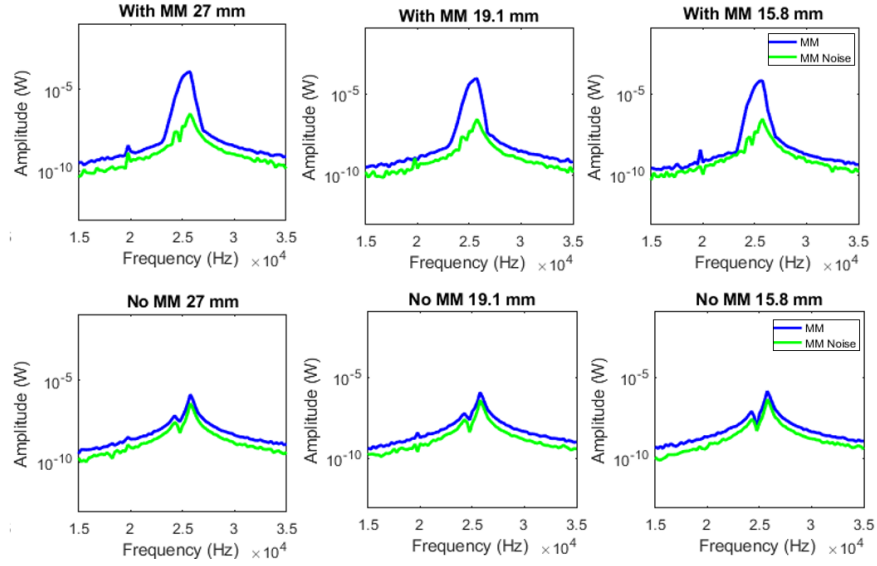 With MM 27 mm
With MM 19.1 mm
With MM 15.8 mm
MM
MM Noise
Amplitude (W)
10^-5
10^-10
1.5 2 2.5 3 3.5
Frequency (Hz) ×10^4
Amplitude (W)
10^-5
10^-10
1.5 2 2.5 3 3.5
Frequency (Hz) ×10^4
Amplitude (W)
10^-5
10^-10
1.5 2 2.5 3 3.5
Frequency (Hz) ×10^4
No MM 27 mm
No MM 19.1 mm
No MM 15.8 mm
MM
MM Noise
Amplitude (W)
10^-5
10^-10
1.5 2 2.5 3 3.5
Frequency (Hz) ×10^4
Amplitude (W)
10^-5
10^-10
1.5 2 2.5 3 3.5
Frequency (Hz) ×10^4
Amplitude (W)
10^-5
10^-10
1.5 2 2.5 3 3.5
Frequency (Hz) ×10^4